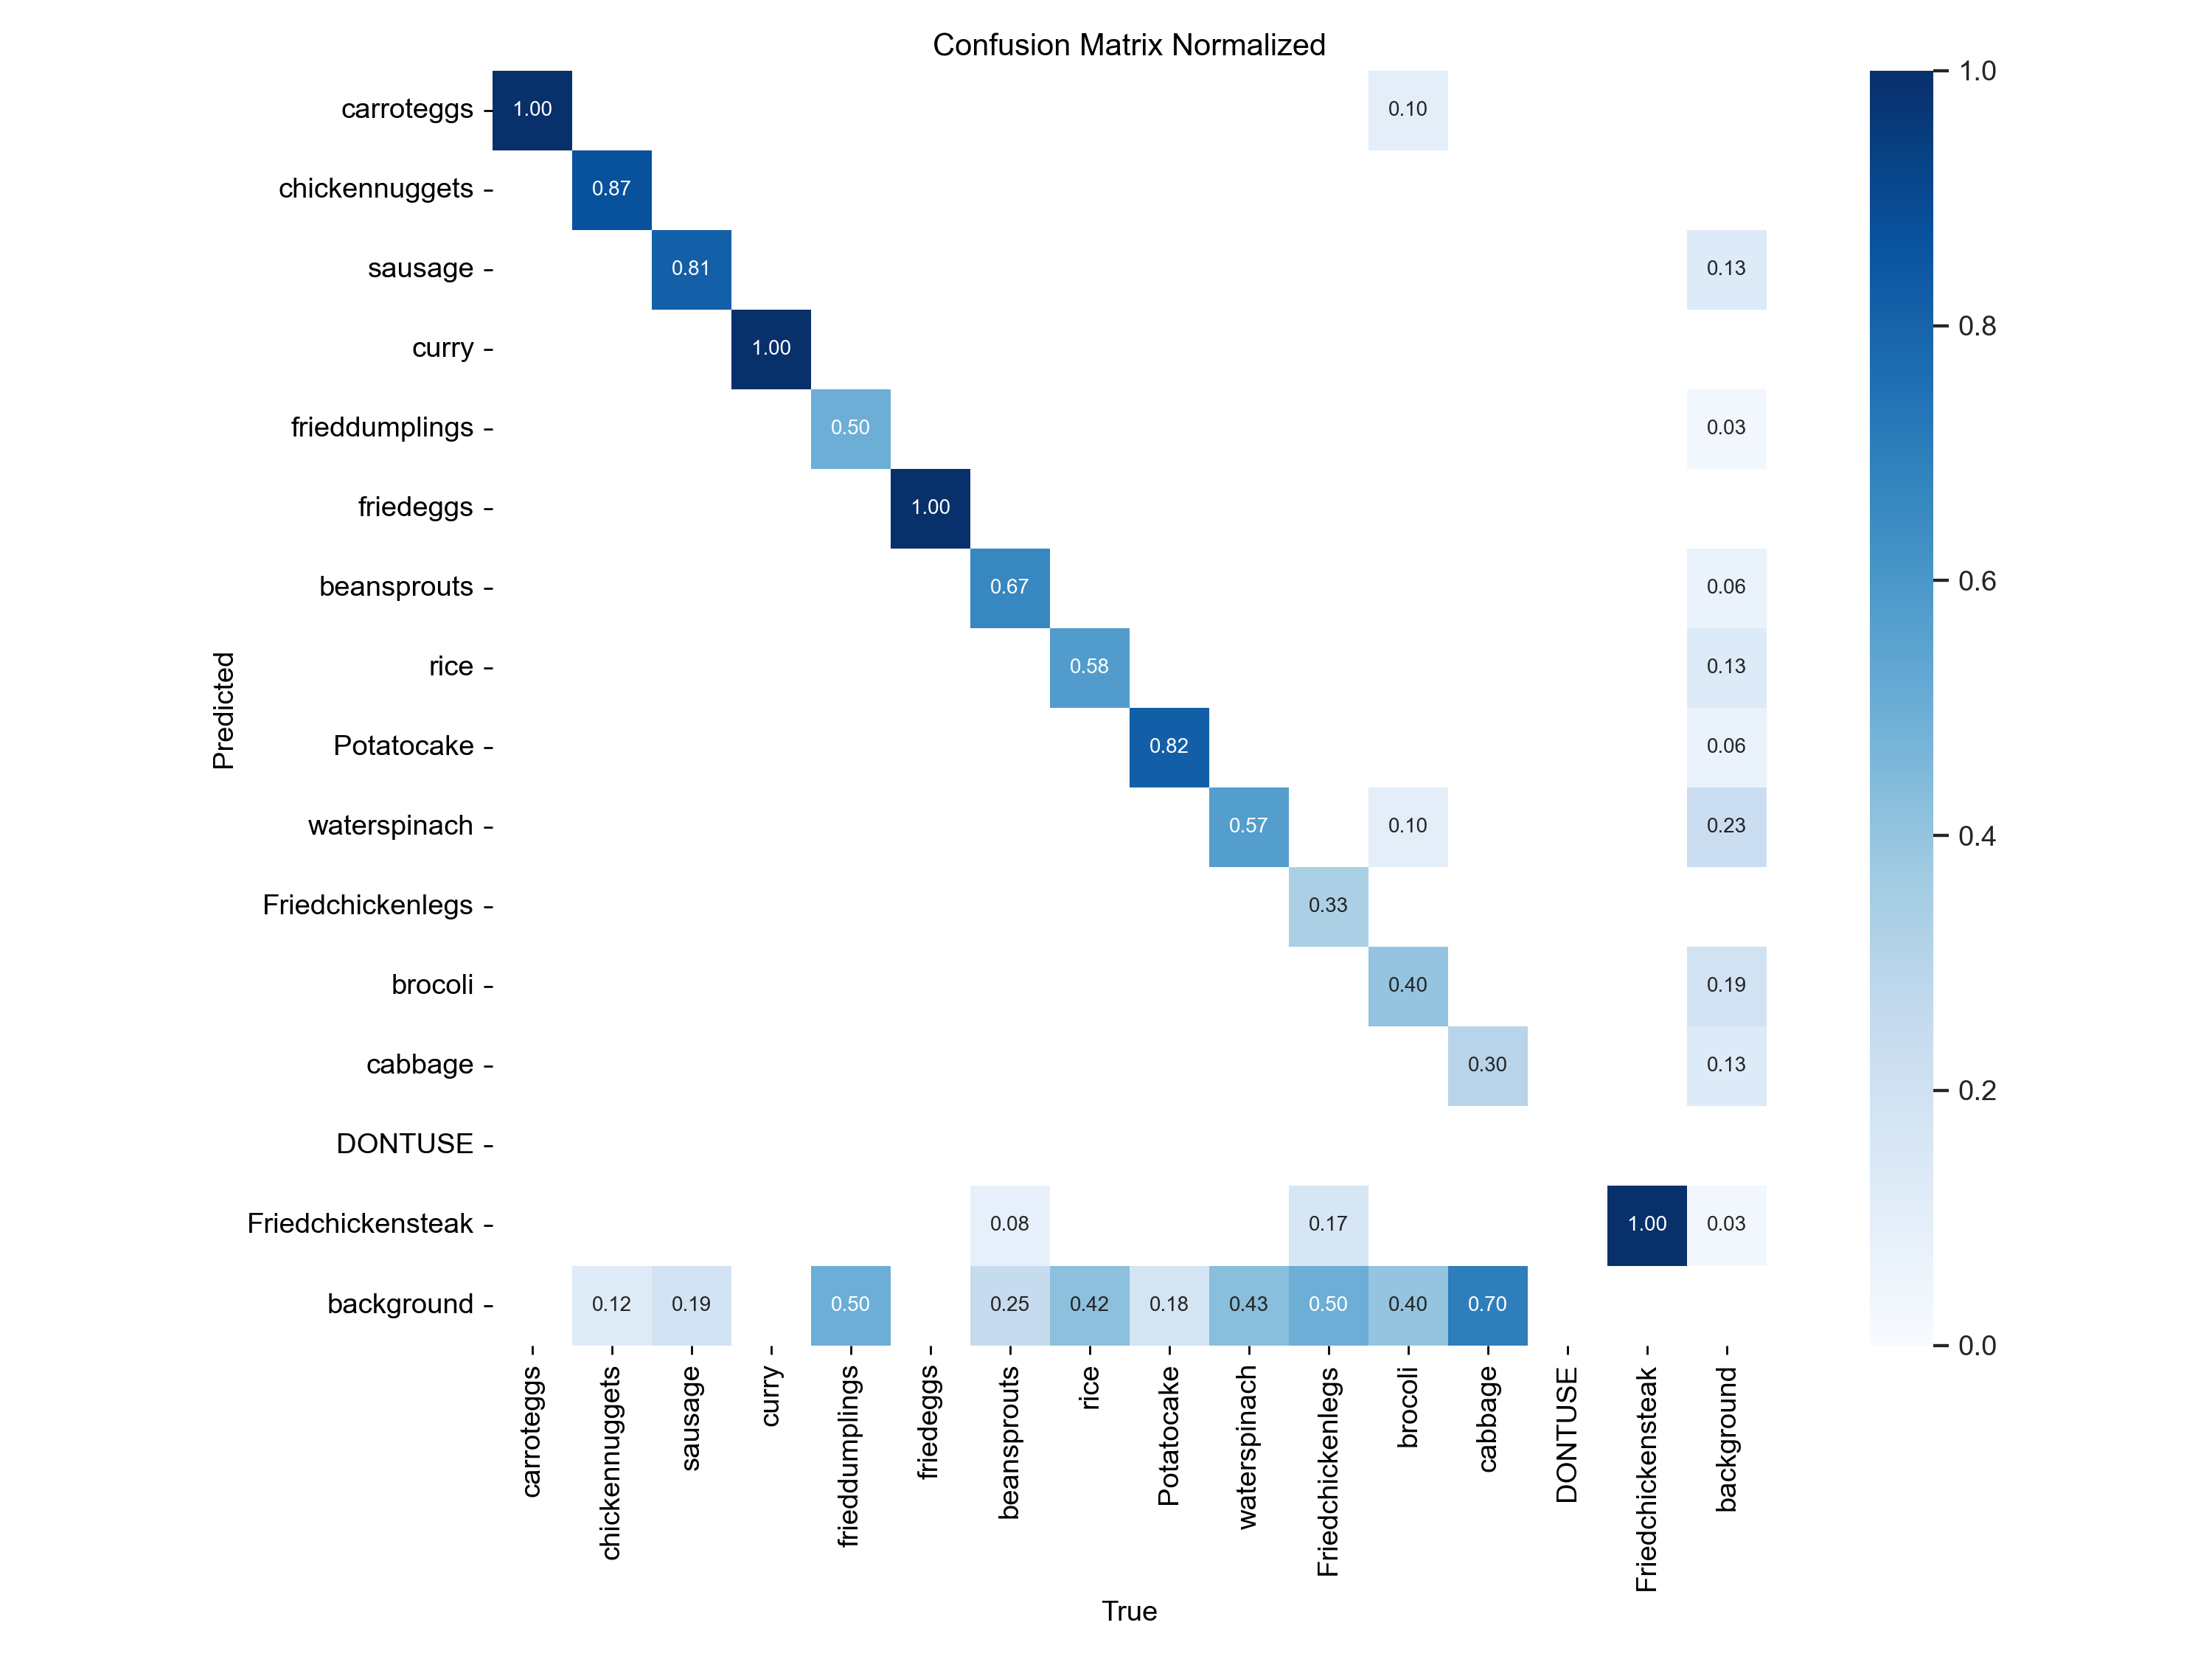 Confusion Matrix Normalized
carroteggs 1.00 0.10
chickennuggets 0.87
sausage 0.81 0.13
curry 1.00
frieddumplings 0.50 0.03
friedeggs 1.00
beansprouts 0.67 0.06
rice 0.58 0.13
Potatocake 0.82 0.06
waterspinach 0.57 0.10 0.23
Friedchickenlegs 0.33
brocoli 0.40 0.19
cabbage 0.30 0.13
DONTUSE
Friedchickensteak 0.08 0.17 1.00 0.03
background 0.12 0.19 0.50 0.25 0.42 0.18 0.43 0.50 0.40 0.70
Predicted
carroteggs
chickennuggets
sausage
curry
frieddumplings
friedeggs
beansprouts
rice
Potatocake
waterspinach
Friedchickenlegs
brocoli
cabbage
DONTUSE
Friedchickensteak
background
True
1.0
0.8
0.6
0.4
0.2
0.0